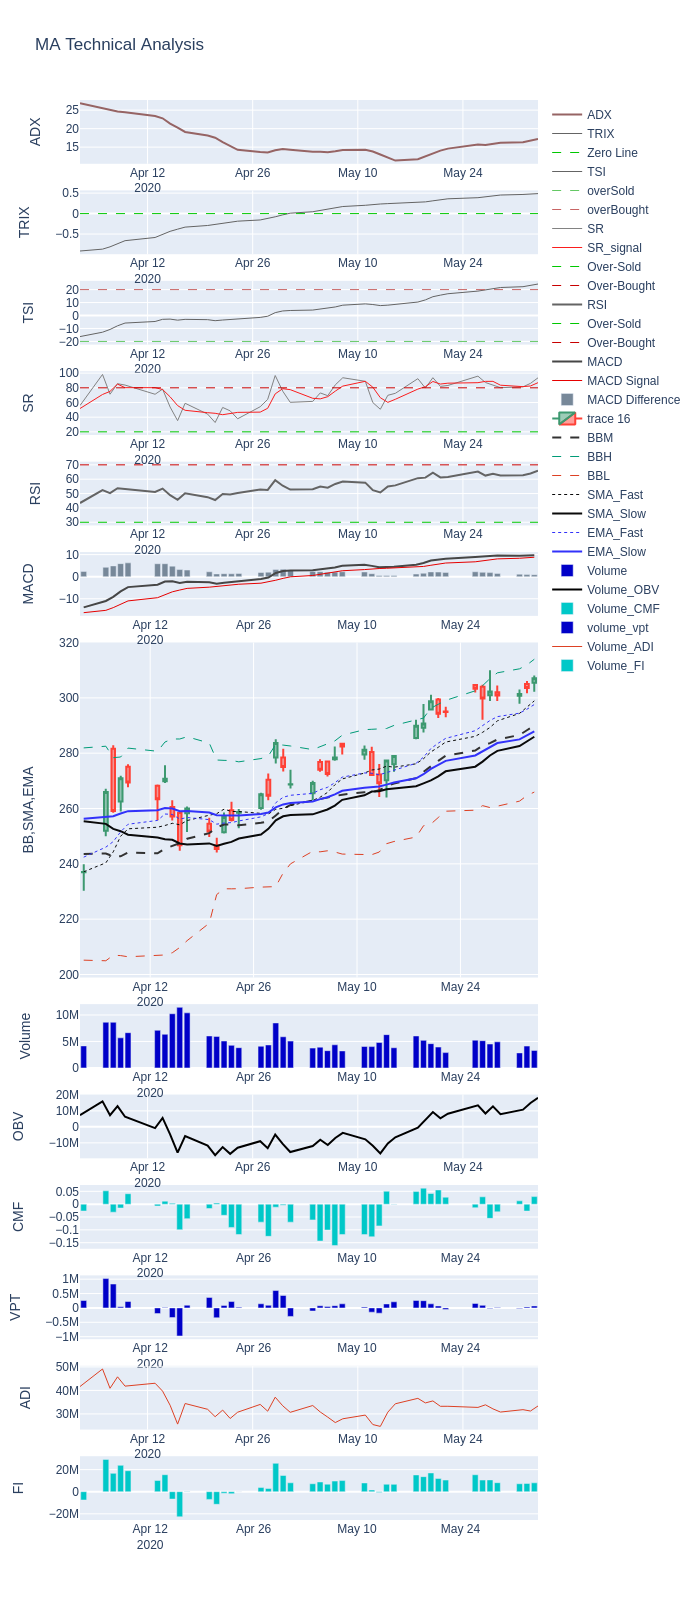 MA Technical Analysis
ADX
25
20
15
Apr 12
2020
Apr 26
May 10
May 24
TRIX
0.5
0
−0.5
Apr 12
2020
Apr 26
May 10
May 24
TSI
20
10
0
−10
−20
Apr 12
2020
Apr 26
May 10
May 24
SR
100
80
60
40
20
Apr 12
2020
Apr 26
May 10
May 24
RSI
70
60
50
40
30
Apr 12
2020
Apr 26
May 10
May 24
MACD
10
0
−10
Apr 12
2020
Apr 26
May 10
May 24
BB,SMA,EMA
320
300
280
260
240
220
200
Apr 12
2020
Apr 26
May 10
May 24
Volume
10M
5M
0
Apr 12
2020
Apr 26
May 10
May 24
OBV
20M
10M
0
−10M
Apr 12
2020
Apr 26
May 10
May 24
CMF
0.05
0
−0.05
−0.1
−0.15
Apr 12
2020
Apr 26
May 10
May 24
VPT
1M
0.5M
0
−0.5M
−1M
Apr 12
2020
Apr 26
May 10
May 24
ADI
50M
40M
30M
Apr 12
2020
Apr 26
May 10
May 24
FI
20M
0
−20M
Apr 12
2020
Apr 26
May 10
May 24
ADX
TRIX
Zero Line
TSI
overSold
overBought
SR
SR_signal
Over-Sold
Over-Bought
RSI
Over-Sold
Over-Bought
MACD
MACD Signal
MACD Difference
trace 16
BBM
BBH
BBL
SMA_Fast
SMA_Slow
EMA_Fast
EMA_Slow
Volume
Volume_OBV
Volume_CMF
volume_vpt
Volume_ADI
Volume_FI